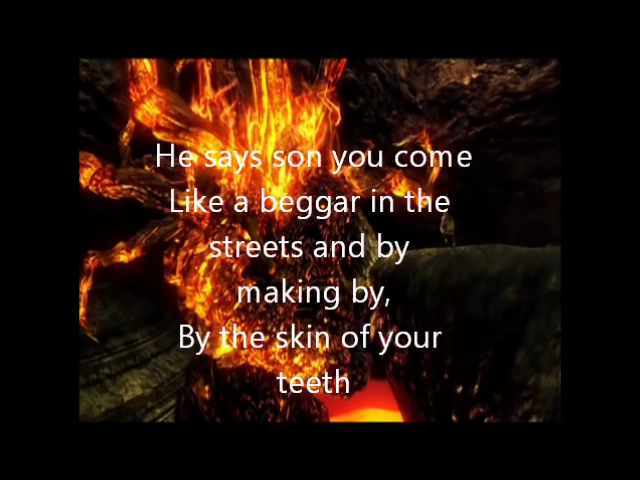 He says son you come
Like a beggar in the
streets and by
making by,
By the skin of your
teeth